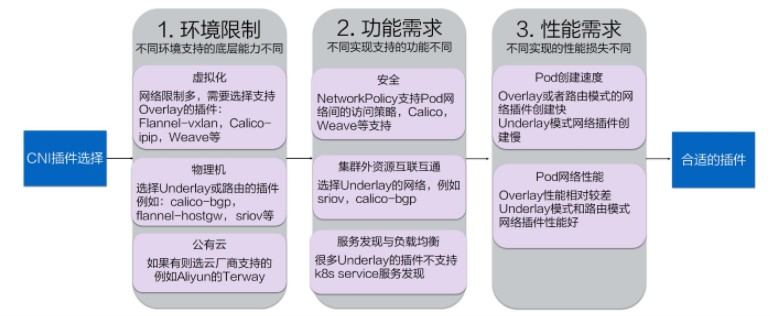 CNI插件选择
1. 环境限制
不同环境支持的底层能力不同
虚拟化
网络限制多，需要选择支持
Overlay的插件：
Flannel-vxlan，Calico-
ipip，Weave等
物理机
选择Underlay或路由的插件
例如：calico-bgp，
flannel-hostgw，sriov等
公有云
如果有则选云厂商支持的
例如Aliyun的Terway
2. 功能需求
不同实现支持的功能不同
安全
NetworkPolicy支持Pod网
络间的访问策略，Calico，
Weave等支持
集群外资源互联互通
选择Underlay的网络，例如
sriov，calico-bgp
服务发现与负载均衡
很多Underlay的插件不支持
k8s service服务发现
3. 性能需求
不同实现的性能损失不同
Pod创建速度
Overlay或者路由模式的网
络插件创建快
Underlay模式网络插件创
建慢
Pod网络性能
Overlay性能相对较差
Underlay模式和路由模式
网络插件性能好
合适的插件